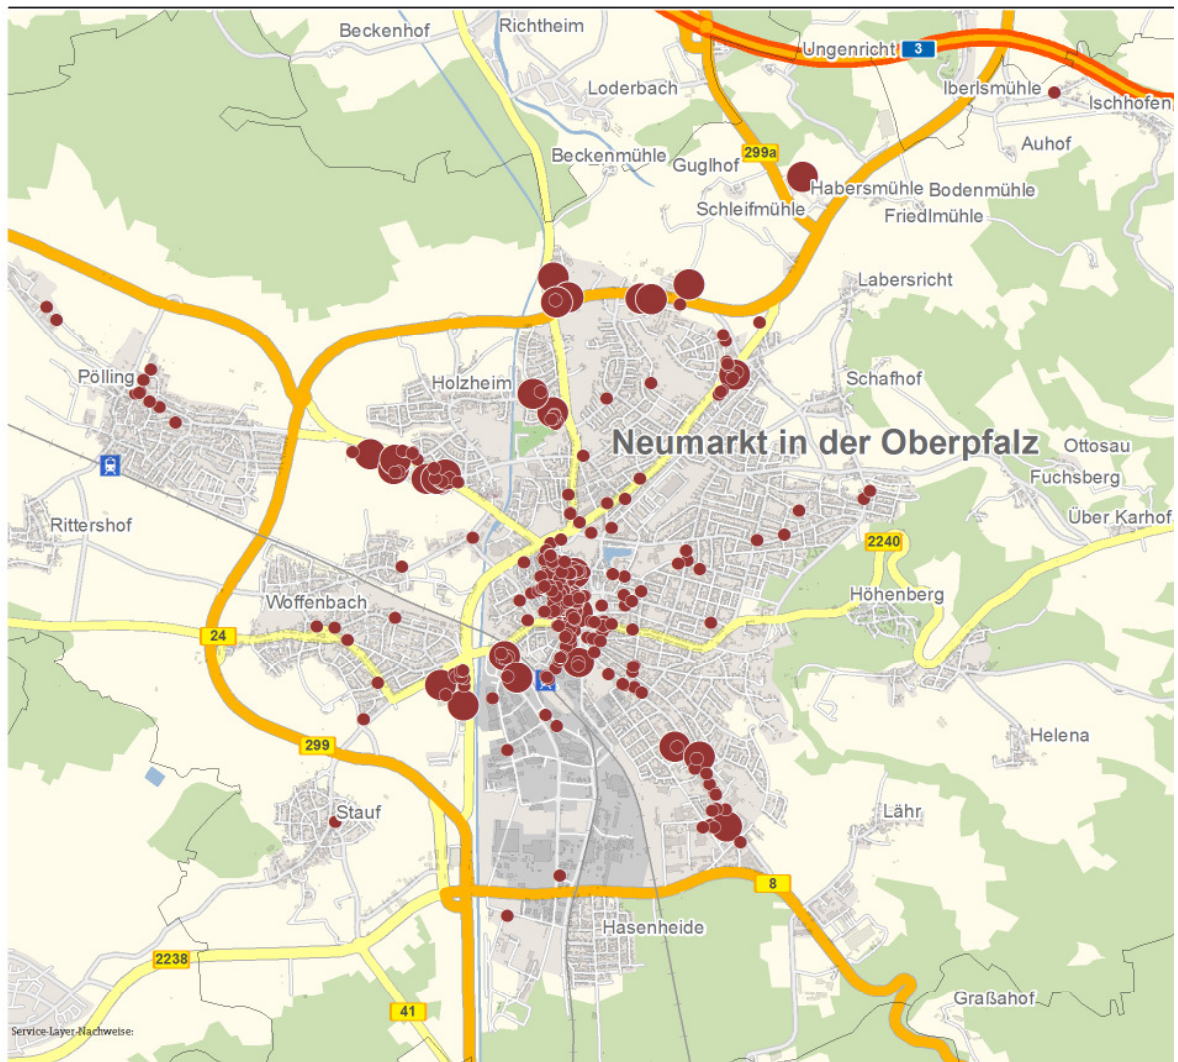 Richtheim
Beckenhof
Ungenricht
3
Loderbach
Iberlsmühle
Ischhofen
Auhof
299a
Beckenmühle
Guglhof
Habersmühle
Bodenmühle
Schleifmühle
Friedlmühle
Labersricht
Pölling
Holzheim
Schafhof
Neumarkt in der Oberpfalz
Ottosau
Fuchsberg
Rittershof
Über Karhof
2240
Woffenbach
Höhenberg
24
299
Helena
Stauf
Lähr
8
Hasenheide
2238
Graßahof
41
Service-Layer-Nachweise: